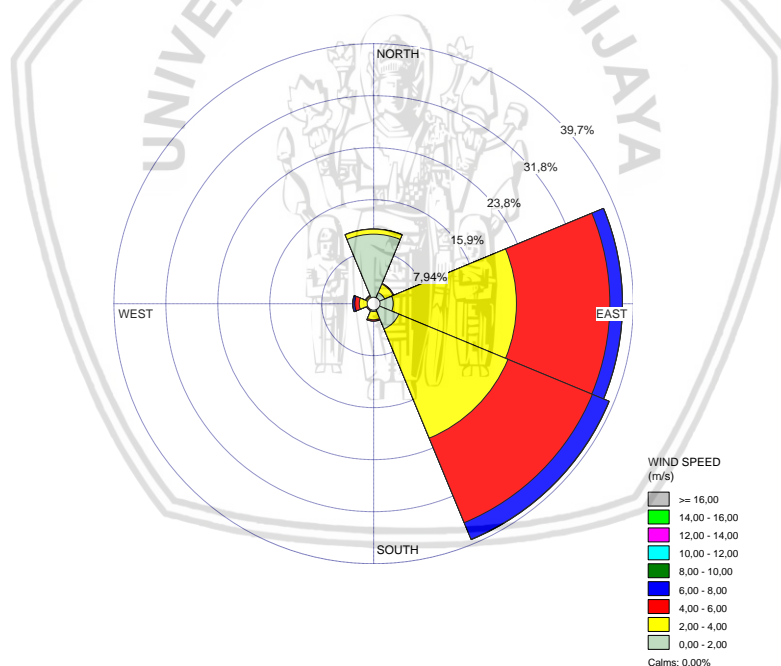 UNIVER
WIJAYA
NORTH
39,7%
31,8%
23,8%
15,9%
7,94%
WEST
EAST
SOUTH
WIND SPEED
(m/s)
>= 16,00
14,00 - 16,00
12,00 - 14,00
10,00 - 12,00
8,00 - 10,00
6,00 - 8,00
4,00 - 6,00
2,00 - 4,00
0,00 - 2,00
Calms: 0,00%